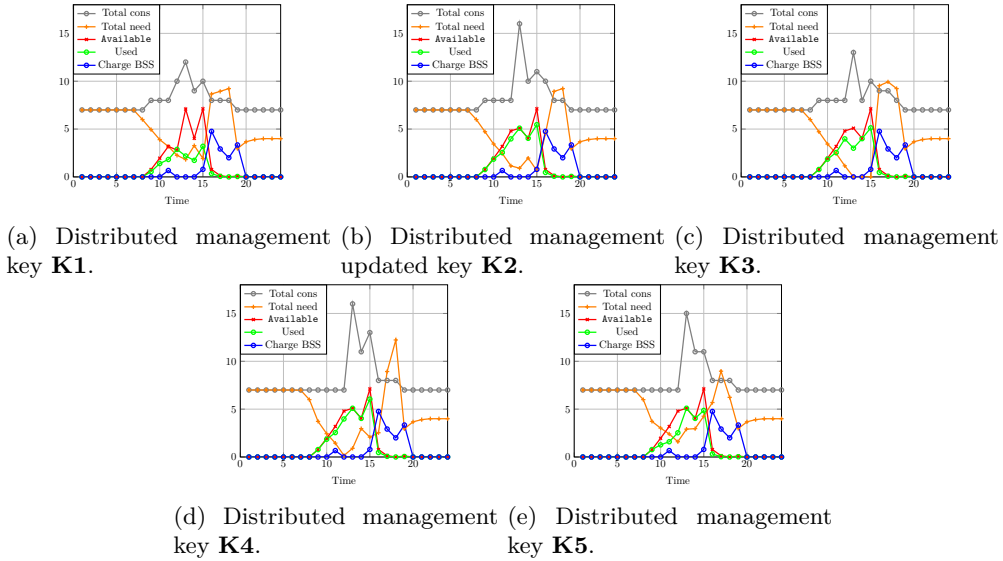 Total cons
Total need
Available
Used
Charge BSS
0 5 10 15 20
0
5
10
15
Time
(a) Distributed management
key K1.
Total cons
Total need
Available
Used
Charge BSS
0 5 10 15 20
0
5
10
15
Time
(b) Distributed management
updated key K2.
Total cons
Total need
Available
Used
Charge BSS
0 5 10 15 20
0
5
10
15
Time
(c) Distributed management
key K3.
Total cons
Total need
Available
Used
Charge BSS
0 5 10 15 20
0
5
10
15
Time
(d) Distributed management
key K4.
Total cons
Total need
Available
Used
Charge BSS
0 5 10 15 20
0
5
10
15
Time
(e) Distributed management
key K5.